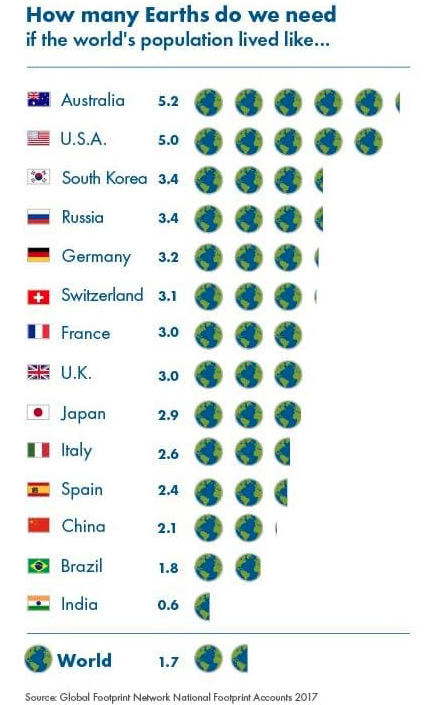 How many Earths do we need
if the world's population lived like...
Australia 5.2
U.S.A. 5.0
South Korea 3.4
Russia 3.4
Germany 3.2
Switzerland 3.1
France 3.0
U.K. 3.0
Japan 2.9
Italy 2.6
Spain 2.4
China 2.1
Brazil 1.8
India 0.6
World 1.7
Source: Global Footprint Network National Footprint Accounts 2017